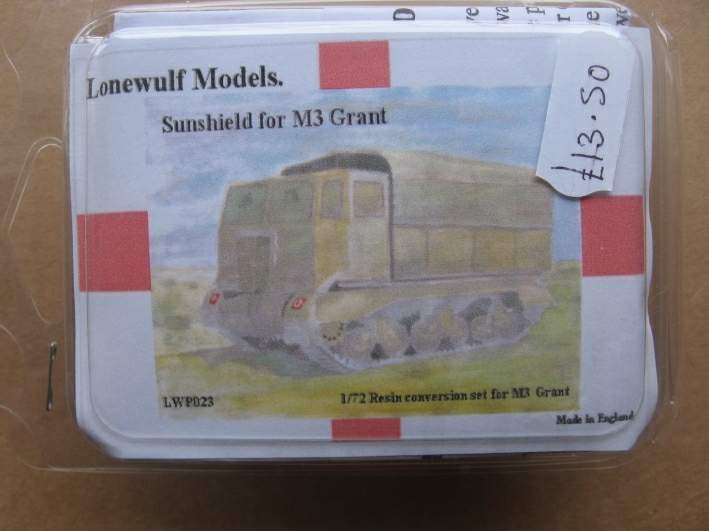 Lonewulf Models.
Sunshield for M3 Grant
£13.50
LWP023
1/72 Resin conversion set for M3 Grant
Made in England